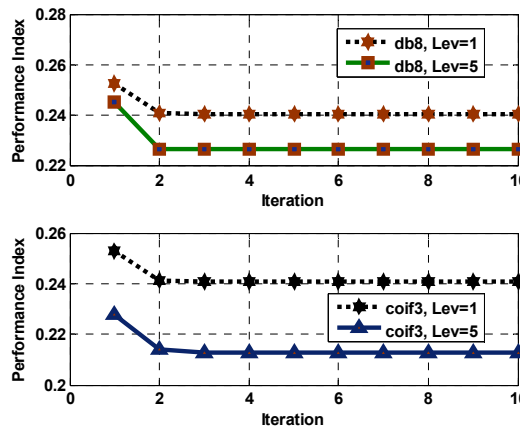 0.28
0.26
0.24
0.22
Performance Index
db8, Lev=1
db8, Lev=5
0 2 4 6 8 10
Iteration
0.26
0.24
0.22
0.2
Performance Index
coif3, Lev=1
coif3, Lev=5
0 2 4 6 8 10
Iteration